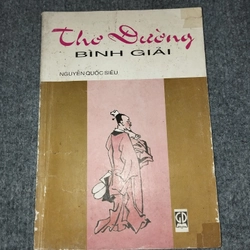 Thơ Đường
BÌNH GIẢI
NGUYỄN QUỐC SIÊU